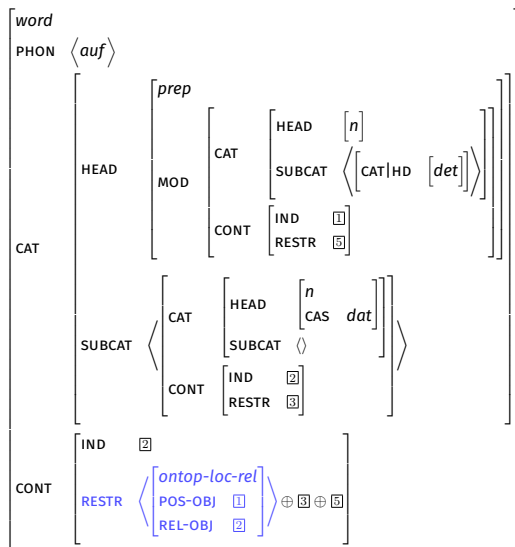 word
PHON ⟨auf⟩
prep
HEAD [n]
CAT
SUBCAT ⟨[CAT|HD [det]]⟩
HEAD
MOD
IND 1
CONT
RESTR 5
CAT
n
HEAD
CAS dat
CAT
SUBCAT ⟨⟩
SUBCAT
IND 2
CONT
RESTR 3
IND 2
ontop-loc-rel
CONT
RESTR ⟨ POS-OBJ 1 ⟩ ⊕ 3 ⊕ 5
REL-OBJ 2